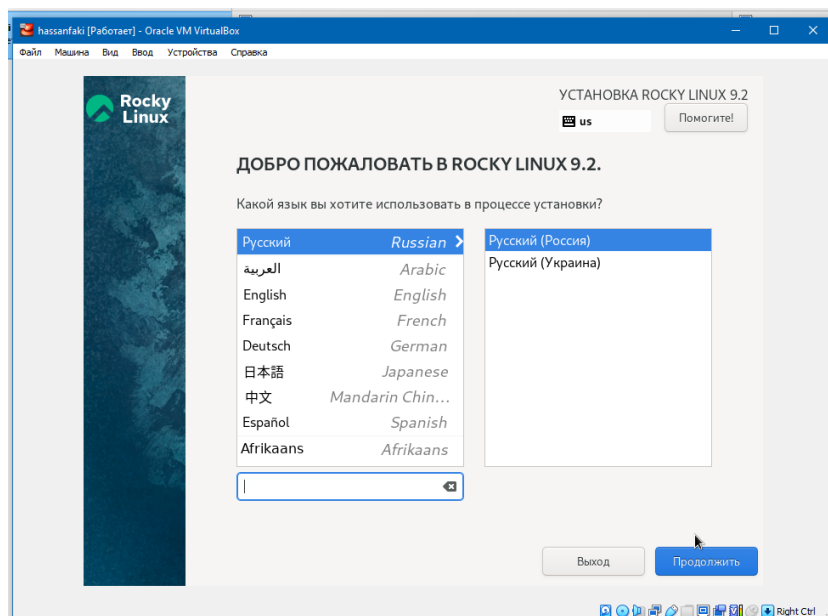 hassanfaki [Работает] - Oracle VM VirtualBox
Файл Машина Вид Ввод Устройства Справка
Rocky
Linux
УСТАНОВКА ROCKY LINUX 9.2
us
Помогите!
ДОБРО ПОЖАЛОВАТЬ В ROCKY LINUX 9.2.
Какой язык вы хотите использовать в процессе установки?
Русский Russian
العربية Arabic
English English
Français French
Deutsch German
日本語 Japanese
中文 Mandarin Chin...
Español Spanish
Afrikaans Afrikaans
Русский (Россия)
Русский (Украина)
Выход
Продолжить
Right Ctrl